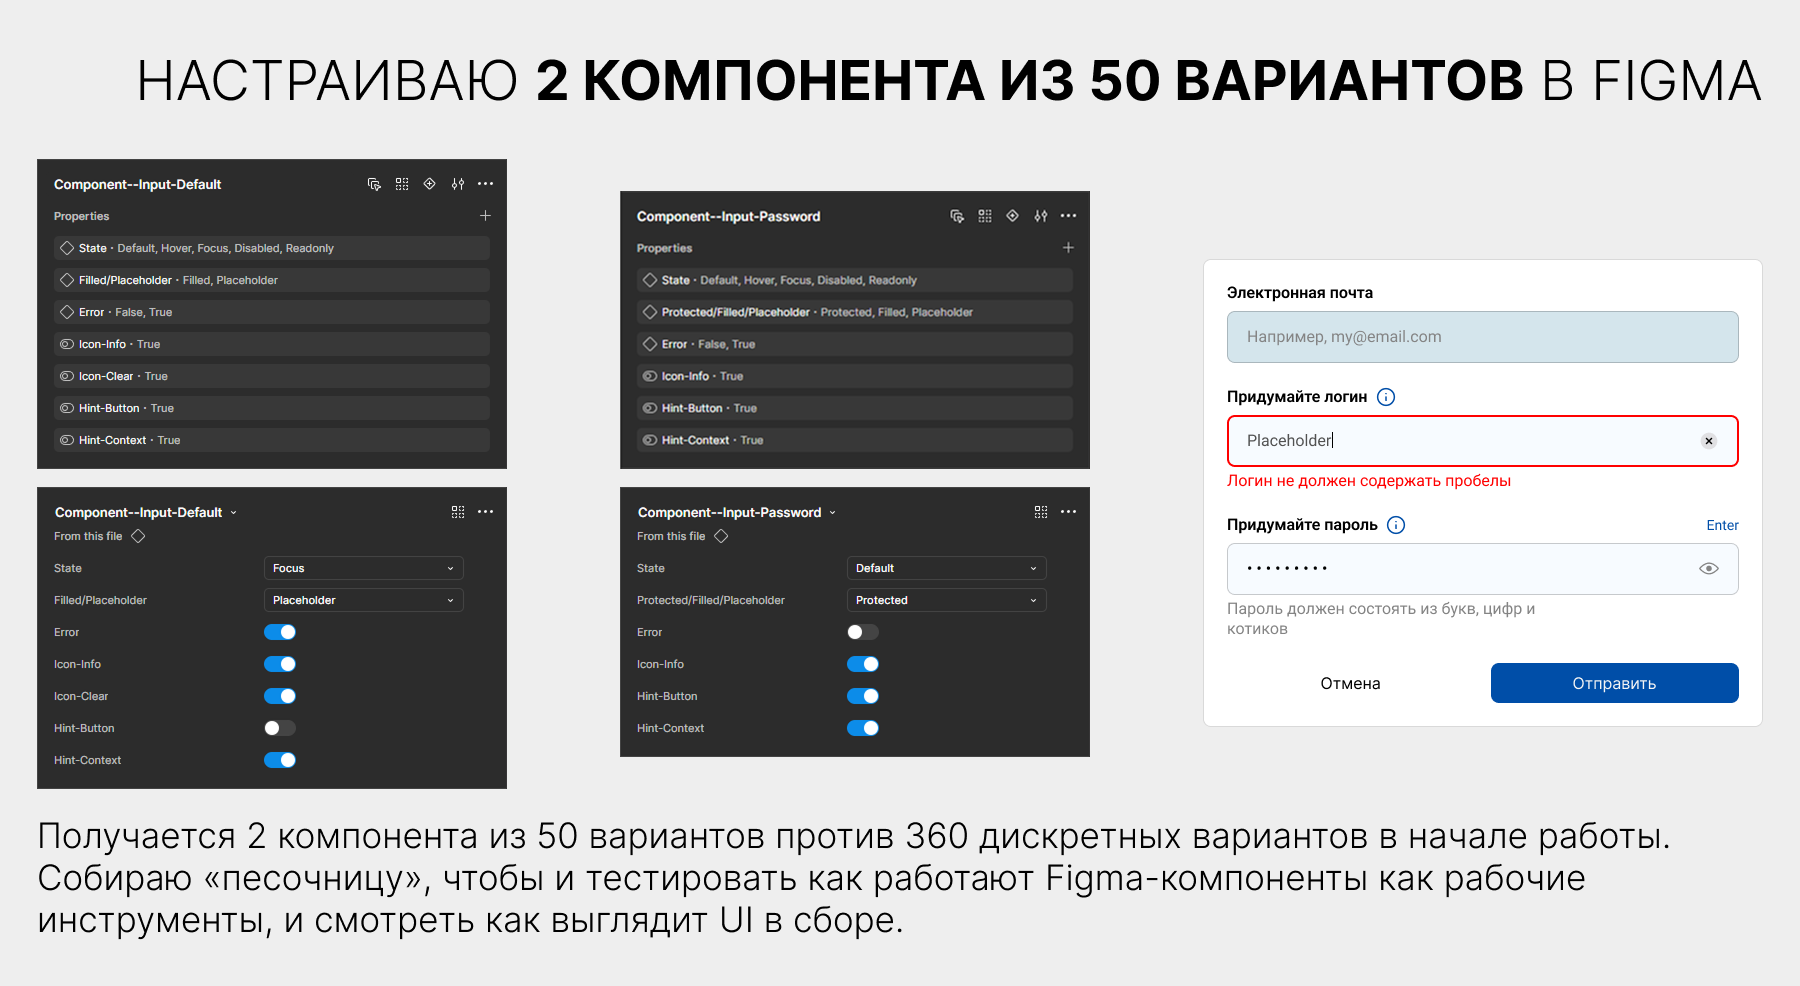 НАСТРАИВАЮ 2 КОМПОНЕНТА ИЗ 50 ВАРИАНТОВ В FIGMA
Component--Input-Default
Properties
State · Default, Hover, Focus, Disabled, Readonly
Filled/Placeholder · Filled, Placeholder
Error · False, True
Icon-Info · True
Icon-Clear · True
Hint-Button · True
Hint-Context · True
Component--Input-Default
From this file
State Focus
Filled/Placeholder Placeholder
Error
Icon-Info
Icon-Clear
Hint-Button
Hint-Context
Component--Input-Password
Properties
State · Default, Hover, Focus, Disabled, Readonly
Protected/Filled/Placeholder · Protected, Filled, Placeholder
Error · False, True
Icon-Info · True
Hint-Button · True
Hint-Context · True
Component--Input-Password
From this file
State Default
Protected/Filled/Placeholder Protected
Error
Icon-Info
Hint-Button
Hint-Context
Электронная почта
Например, my@email.com
Придумайте логин
Placeholder
Логин не должен содержать пробелы
Придумайте пароль Enter
•••••••••
Пароль должен состоять из букв, цифр и
котиков
Отмена Отправить
Получается 2 компонента из 50 вариантов против 360 дискретных вариантов в начале работы.
Собираю «песочницу», чтобы и тестировать как работают Figma-компоненты как рабочие
инструменты, и смотреть как выглядит UI в сборе.